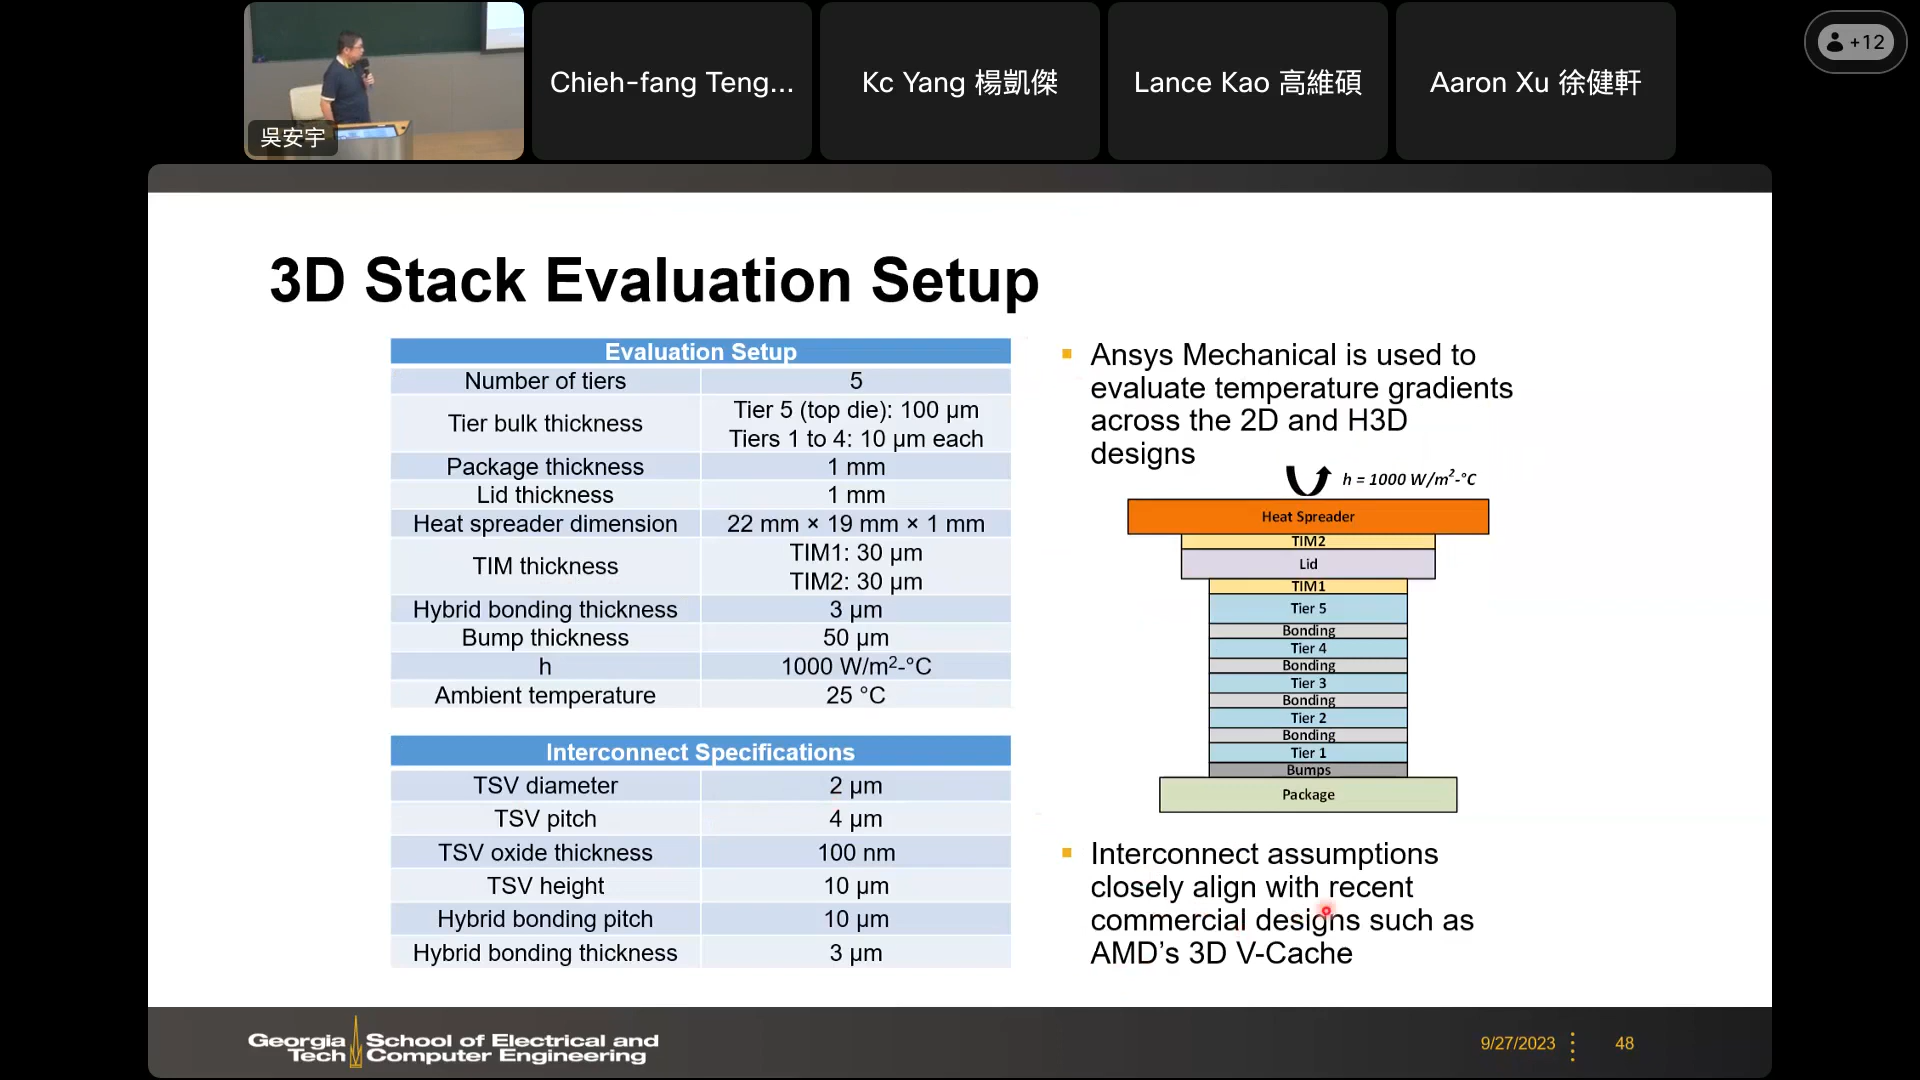 吳安宇
Chieh-fang Teng...
Kc Yang 楊凱傑
Lance Kao 高維碩
Aaron Xu 徐健軒
+12
3D Stack Evaluation Setup
Evaluation Setup
Number of tiers 5
Tier bulk thickness Tier 5 (top die): 100 µm
Tiers 1 to 4: 10 µm each
Package thickness 1 mm
Lid thickness 1 mm
Heat spreader dimension 22 mm × 19 mm × 1 mm
TIM thickness TIM1: 30 µm
TIM2: 30 µm
Hybrid bonding thickness 3 µm
Bump thickness 50 µm
h 1000 W/m²-°C
Ambient temperature 25 °C
Interconnect Specifications
TSV diameter 2 µm
TSV pitch 4 µm
TSV oxide thickness 100 nm
TSV height 10 µm
Hybrid bonding pitch 10 µm
Hybrid bonding thickness 3 µm
Ansys Mechanical is used to
evaluate temperature gradients
across the 2D and H3D
designs
h = 1000 W/m²-°C
Heat Spreader
TIM2
Lid
TIM1
Tier 5
Bonding
Tier 4
Bonding
Tier 3
Bonding
Tier 2
Bonding
Tier 1
Bumps
Package
Interconnect assumptions
closely align with recent
commercial designs such as
AMD’s 3D V-Cache
Georgia Tech
School of Electrical and
Computer Engineering
9/27/2023
48